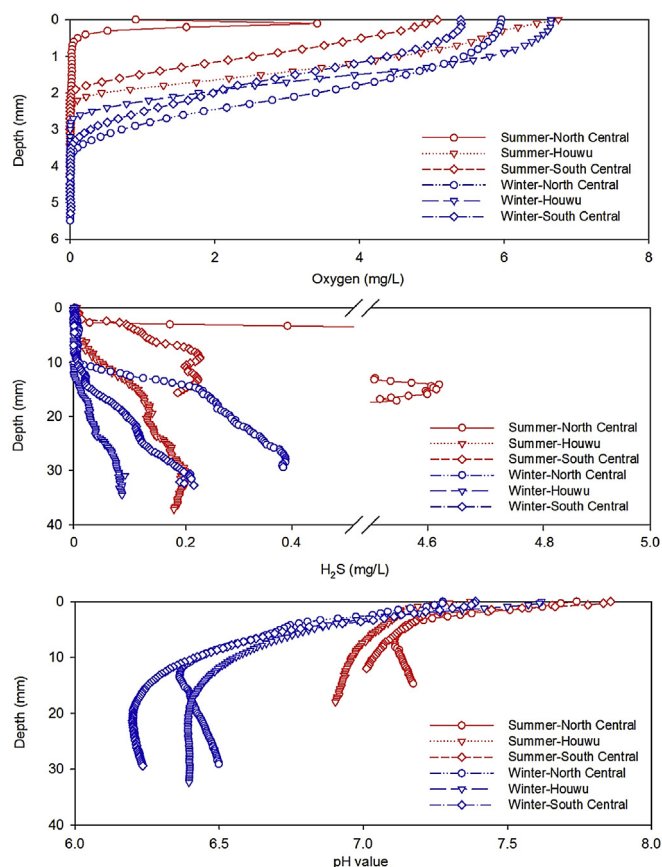 0 2 4 6 8
0
1
2
3
4
5
6
Depth (mm)
Summer-North Central
Summer-Houwu
Summer-South Central
Winter-North Central
Winter-Houwu
Winter-South Central
Oxygen (mg/L)
0
10
20
30
40
Depth (mm)
Summer-North Central
Summer-Houwu
Summer-South Central
Winter-North Central
Winter-Houwu
Winter-South Central
0 0.2 0.4 4.6 4.8 5.0
H₂S (mg/L)
0
10
20
30
40
Depth (mm)
Summer-North Central
Summer-Houwu
Summer-South Central
Winter-North Central
Winter-Houwu
Winter-South Central
6.0 6.5 7.0 7.5 8.0
pH value